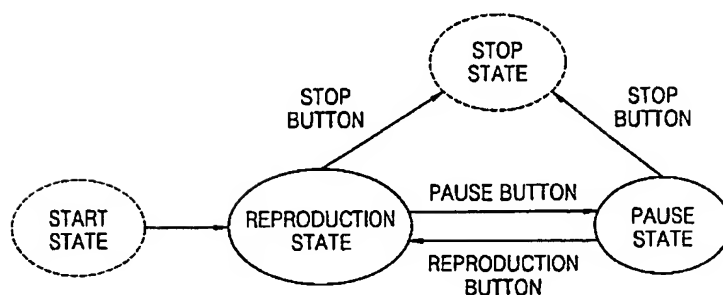 STOP
STATE
STOP
BUTTON
STOP
BUTTON
START
STATE
REPRODUCTION
STATE
PAUSE BUTTON
REPRODUCTION
BUTTON
PAUSE
STATE